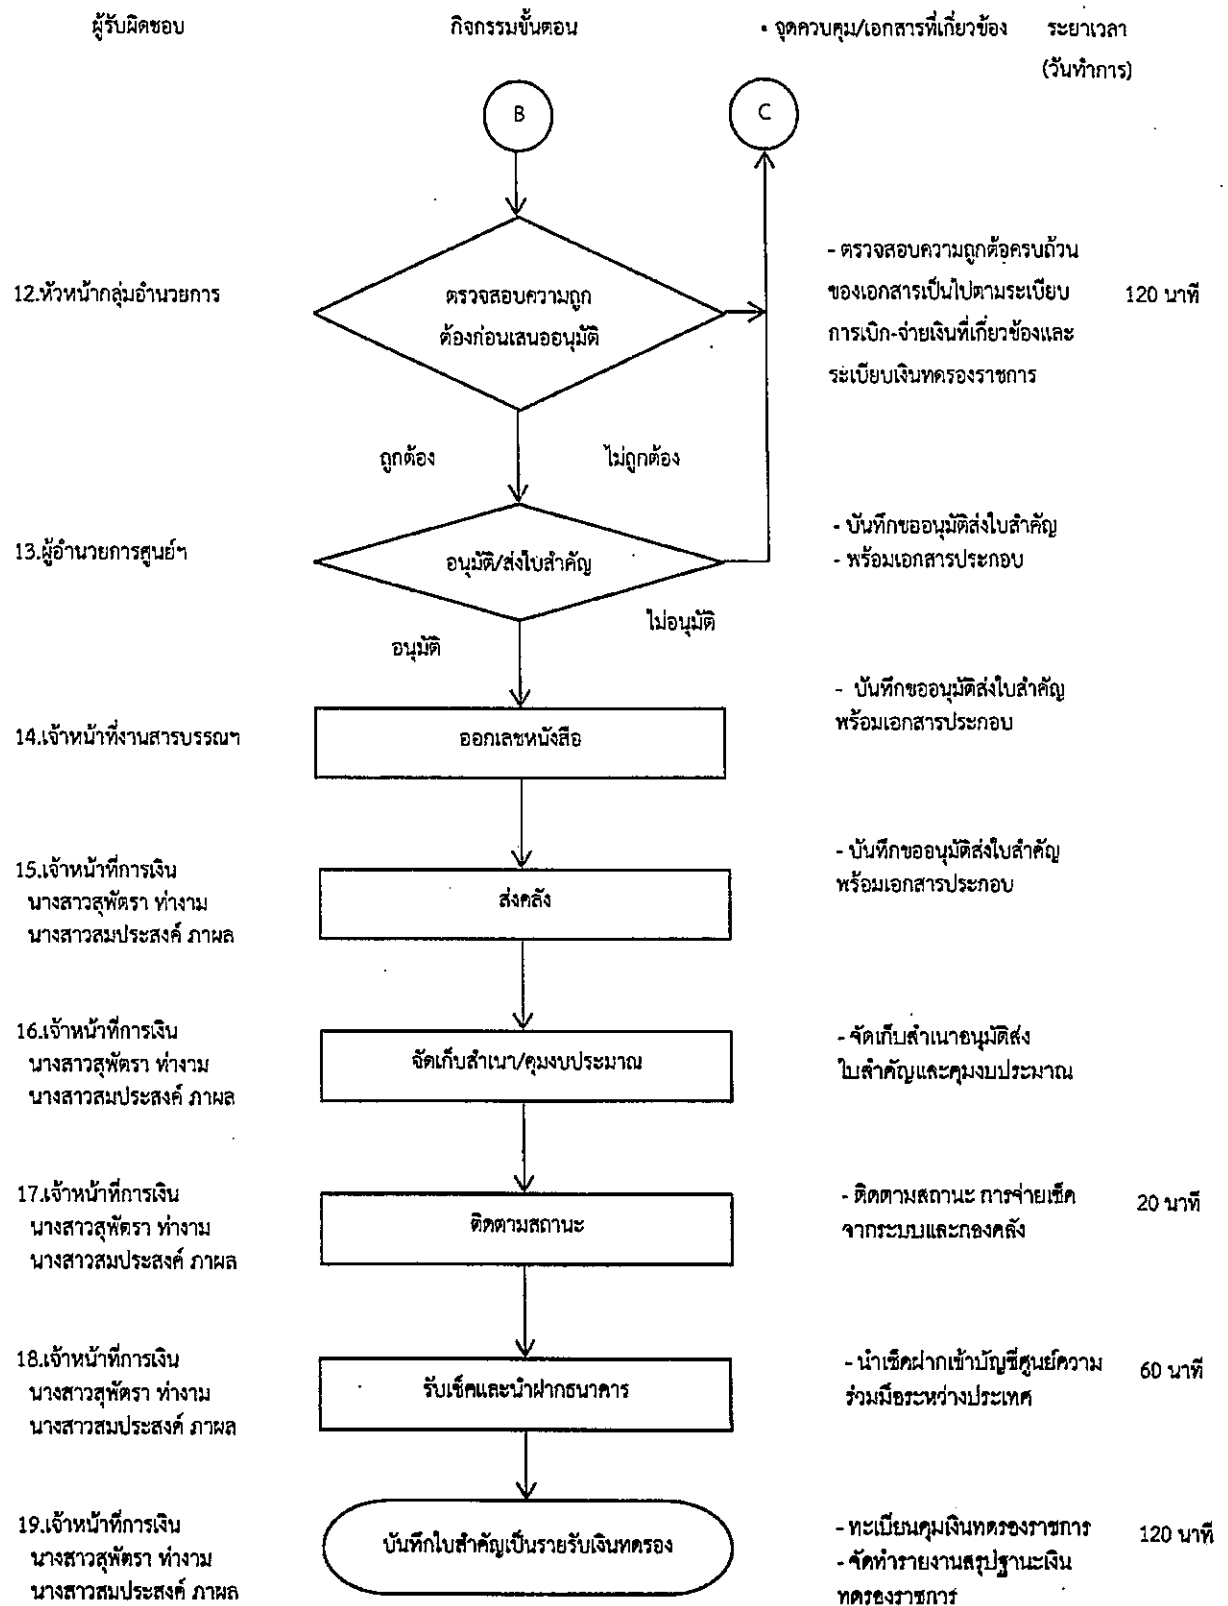 ผู้รับผิดชอบ กิจกรรมขั้นตอน • จุดควบคุม/เอกสารที่เกี่ยวข้อง ระยาเวลา
(วันทำการ)
B C
12.หัวหน้ากลุ่มอำนวยการ
ตรวจสอบความถูก
ต้องก่อนเสนออนุมัติ
- ตรวจสอบความถูกต้อครบถ้วน
ของเอกสารเป็นไปตามระเบียบ
การเบิก-จ่ายเงินที่เกี่ยวข้องและ
ระเบียบเงินทดรองราชการ
120 นาที
ถูกต้อง ไม่ถูกต้อง
13.ผู้อำนวยการศูนย์ฯ
อนุมัติ/ส่งใบสำคัญ
- บันทึกขออนุมัติส่งใบสำคัญ
- พร้อมเอกสารประกอบ
อนุมัติ ไม่อนุมัติ
14.เจ้าหน้าที่งานสารบรรณฯ
ออกเลขหนังสือ
- บันทึกขออนุมัติส่งใบสำคัญ
พร้อมเอกสารประกอบ
15.เจ้าหน้าที่การเงิน
นางสาวสุพัตรา ท่างาม
นางสาวสมประสงค์ ภาผล
ส่งคลัง
- บันทึกขออนุมัติส่งใบสำคัญ
พร้อมเอกสารประกอบ
16.เจ้าหน้าที่การเงิน
นางสาวสุพัตรา ท่างาม
นางสาวสมประสงค์ ภาผล
จัดเก็บสำเนา/คุมงบประมาณ
- จัดเก็บสำเนาอนุมัติส่ง
ใบสำคัญและคุมงบประมาณ
17.เจ้าหน้าที่การเงิน
นางสาวสุพัตรา ท่างาม
นางสาวสมประสงค์ ภาผล
ติดตามสถานะ
- ติดตามสถานะ การจ่ายเช็ค
จากระบบและกองคลัง
20 นาที
18.เจ้าหน้าที่การเงิน
นางสาวสุพัตรา ท่างาม
นางสาวสมประสงค์ ภาผล
รับเช็คและนำฝากธนาคาร
- นำเช็คฝากเข้าบัญชีศูนย์ความ
ร่วมมือระหว่างประเทศ
60 นาที
19.เจ้าหน้าที่การเงิน
นางสาวสุพัตรา ท่างาม
นางสาวสมประสงค์ ภาผล
บันทึกใบสำคัญเป็นรายรับเงินทดรอง
- ทะเบียนคุมเงินทดรองราชการ
- จัดทำรายงานสรุปฐานะเงิน
ทดรองราชการ
120 นาที